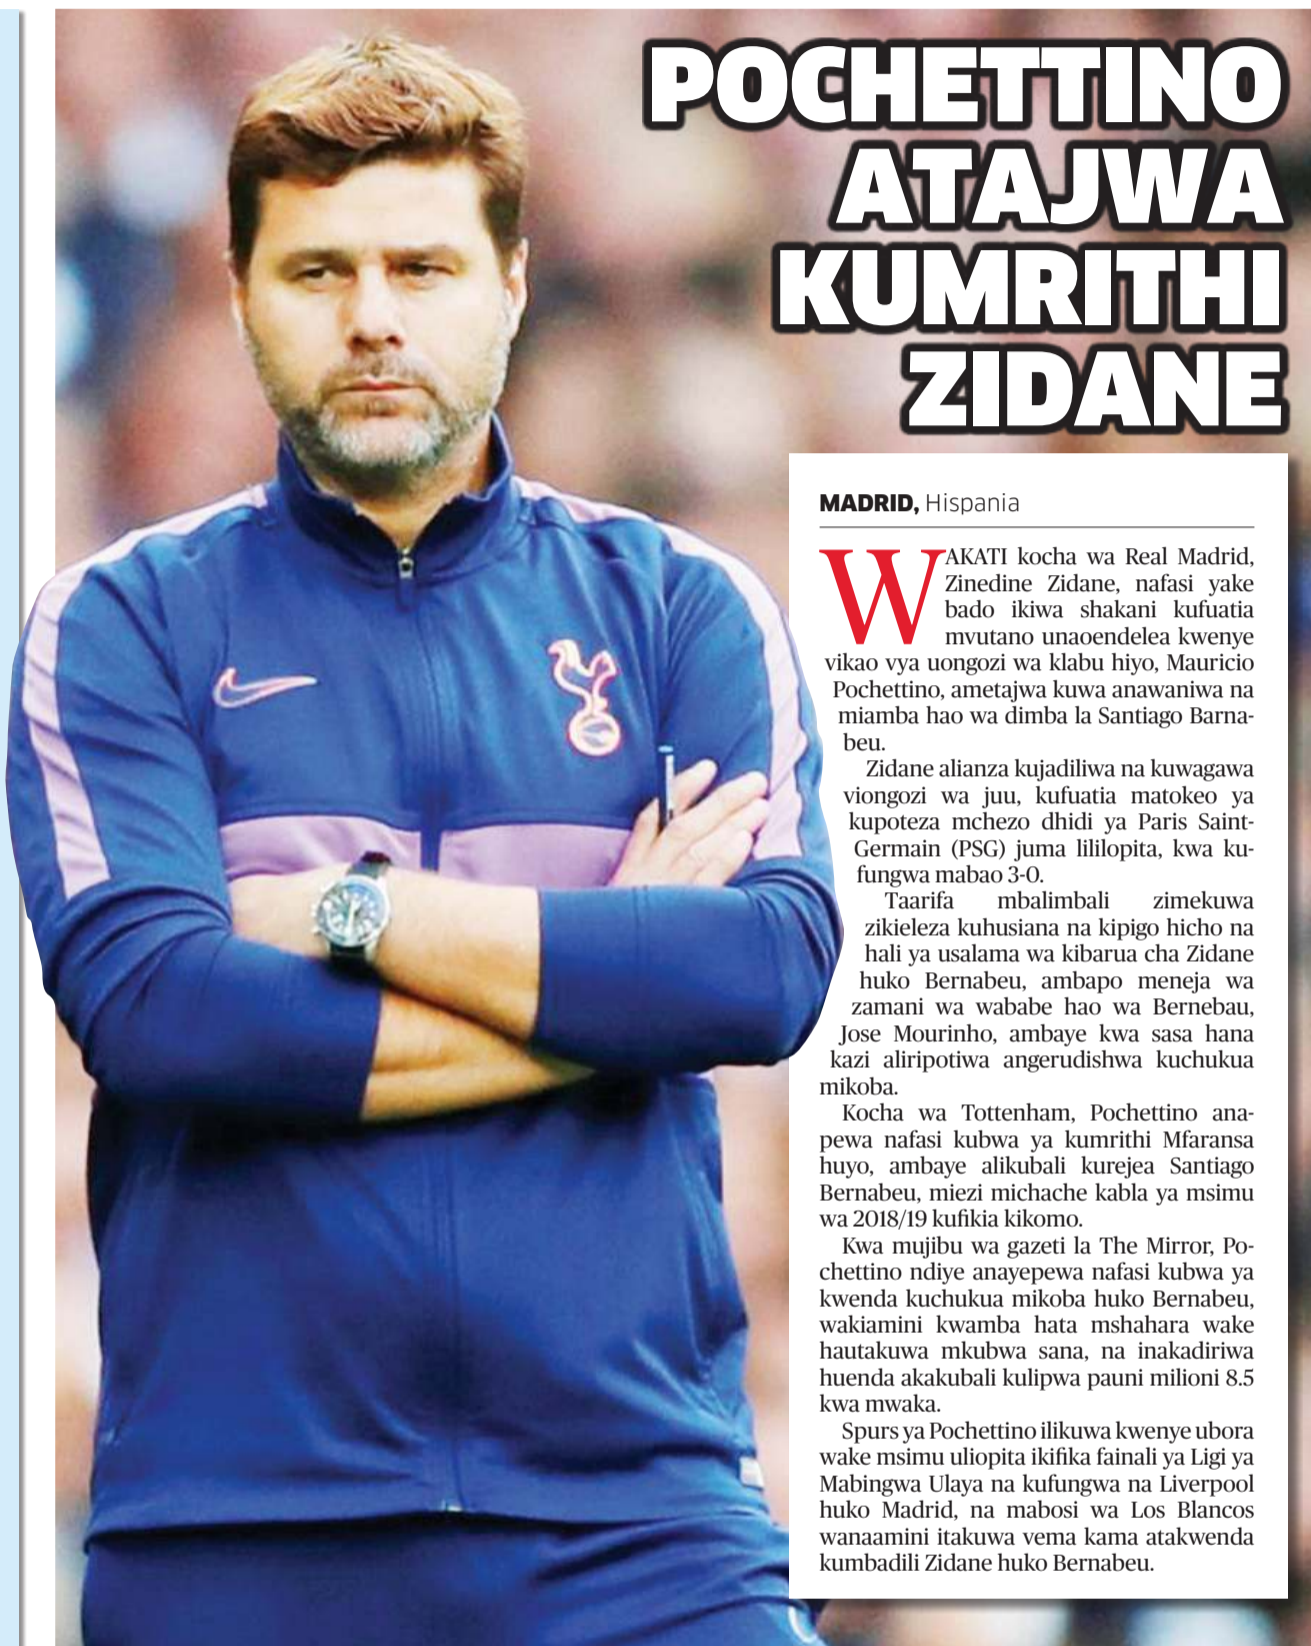 POCHETTINO
ATAJWA
KUMRITHI
ZIDANE
MADRID, Hispania
WAKATI kocha wa Real Madrid,
Zinedine Zidane, nafasi yake
bado ikiwa shakani kufuatia
mvutano unaoendelea kwenye
vikao vya uongozi wa klabu hiyo, Mauricio
Pochettino, ametajwa kuwa anawaniwa na
miamba hao wa dimba la Santiago Barna-
beu.
Zidane alianza kujadiliwa na kuwagawa
viongozi wa juu, kufuatia matokeo ya
kupoteza mchezo dhidi ya Paris Saint-
Germain (PSG) juma lililopita, kwa ku-
fungwa mabao 3-0.
Taarifa mbalimbali zimekuwa
zikieleza kuhusiana na kipigo hicho na
hali ya usalama wa kibarua cha Zidane
huko Bernabeu, ambapo meneja wa
zamani wa wababe hao wa Bernebau,
Jose Mourinho, ambaye kwa sasa hana
kazi aliripotiwa angerudishwa kuchukua
mikoba.
Kocha wa Tottenham, Pochettino ana-
pewa nafasi kubwa ya kumrithi Mfaransa
huyo, ambaye alikubali kurejea Santiago
Bernabeu, miezi michache kabla ya msimu
wa 2018/19 kufikia kikomo.
Kwa mujibu wa gazeti la The Mirror, Po-
chettino ndiye anayepewa nafasi kubwa ya
kwenda kuchukua mikoba huko Bernabeu,
wakiamini kwamba hata mshahara wake
hautakuwa mkubwa sana, na inakadiriwa
huenda akakubali kulipwa pauni milioni 8.5
kwa mwaka.
Spurs ya Pochettino ilikuwa kwenye ubora
wake msimu uliopita ikifika fainali ya Ligi ya
Mabingwa Ulaya na kufungwa na Liverpool
huko Madrid, na mabosi wa Los Blancos
wanaamini itakuwa vema kama atakwenda
kumbadili Zidane huko Bernabeu.